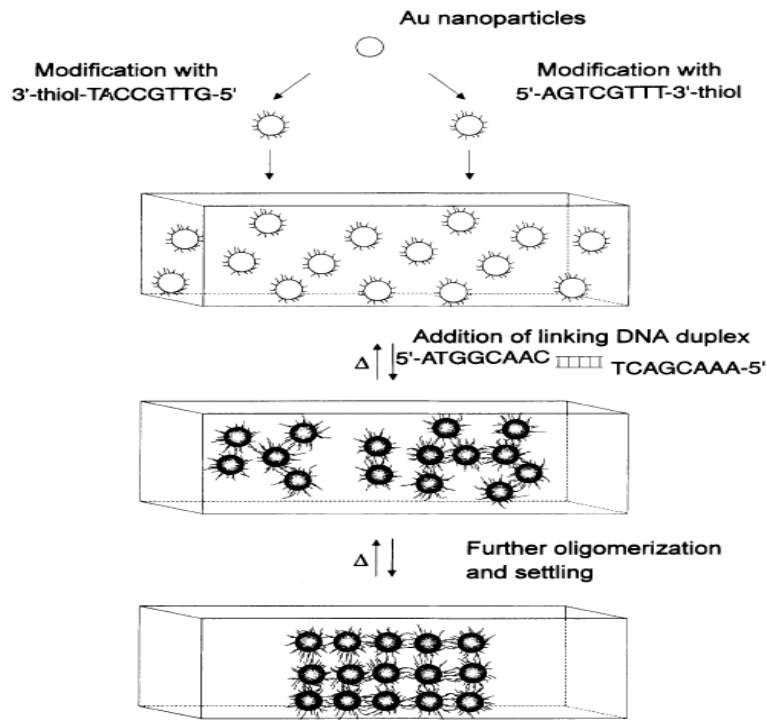 Au nanoparticles
Modification with
3'-thiol-TACCGTTG-5'
Modification with
5'-AGTCGTTT-3'-thiol
Addition of linking DNA duplex
Δ
5'-ATGGCAAC
TCAGCAAA-5'
Δ
Further oligomerization
and settling